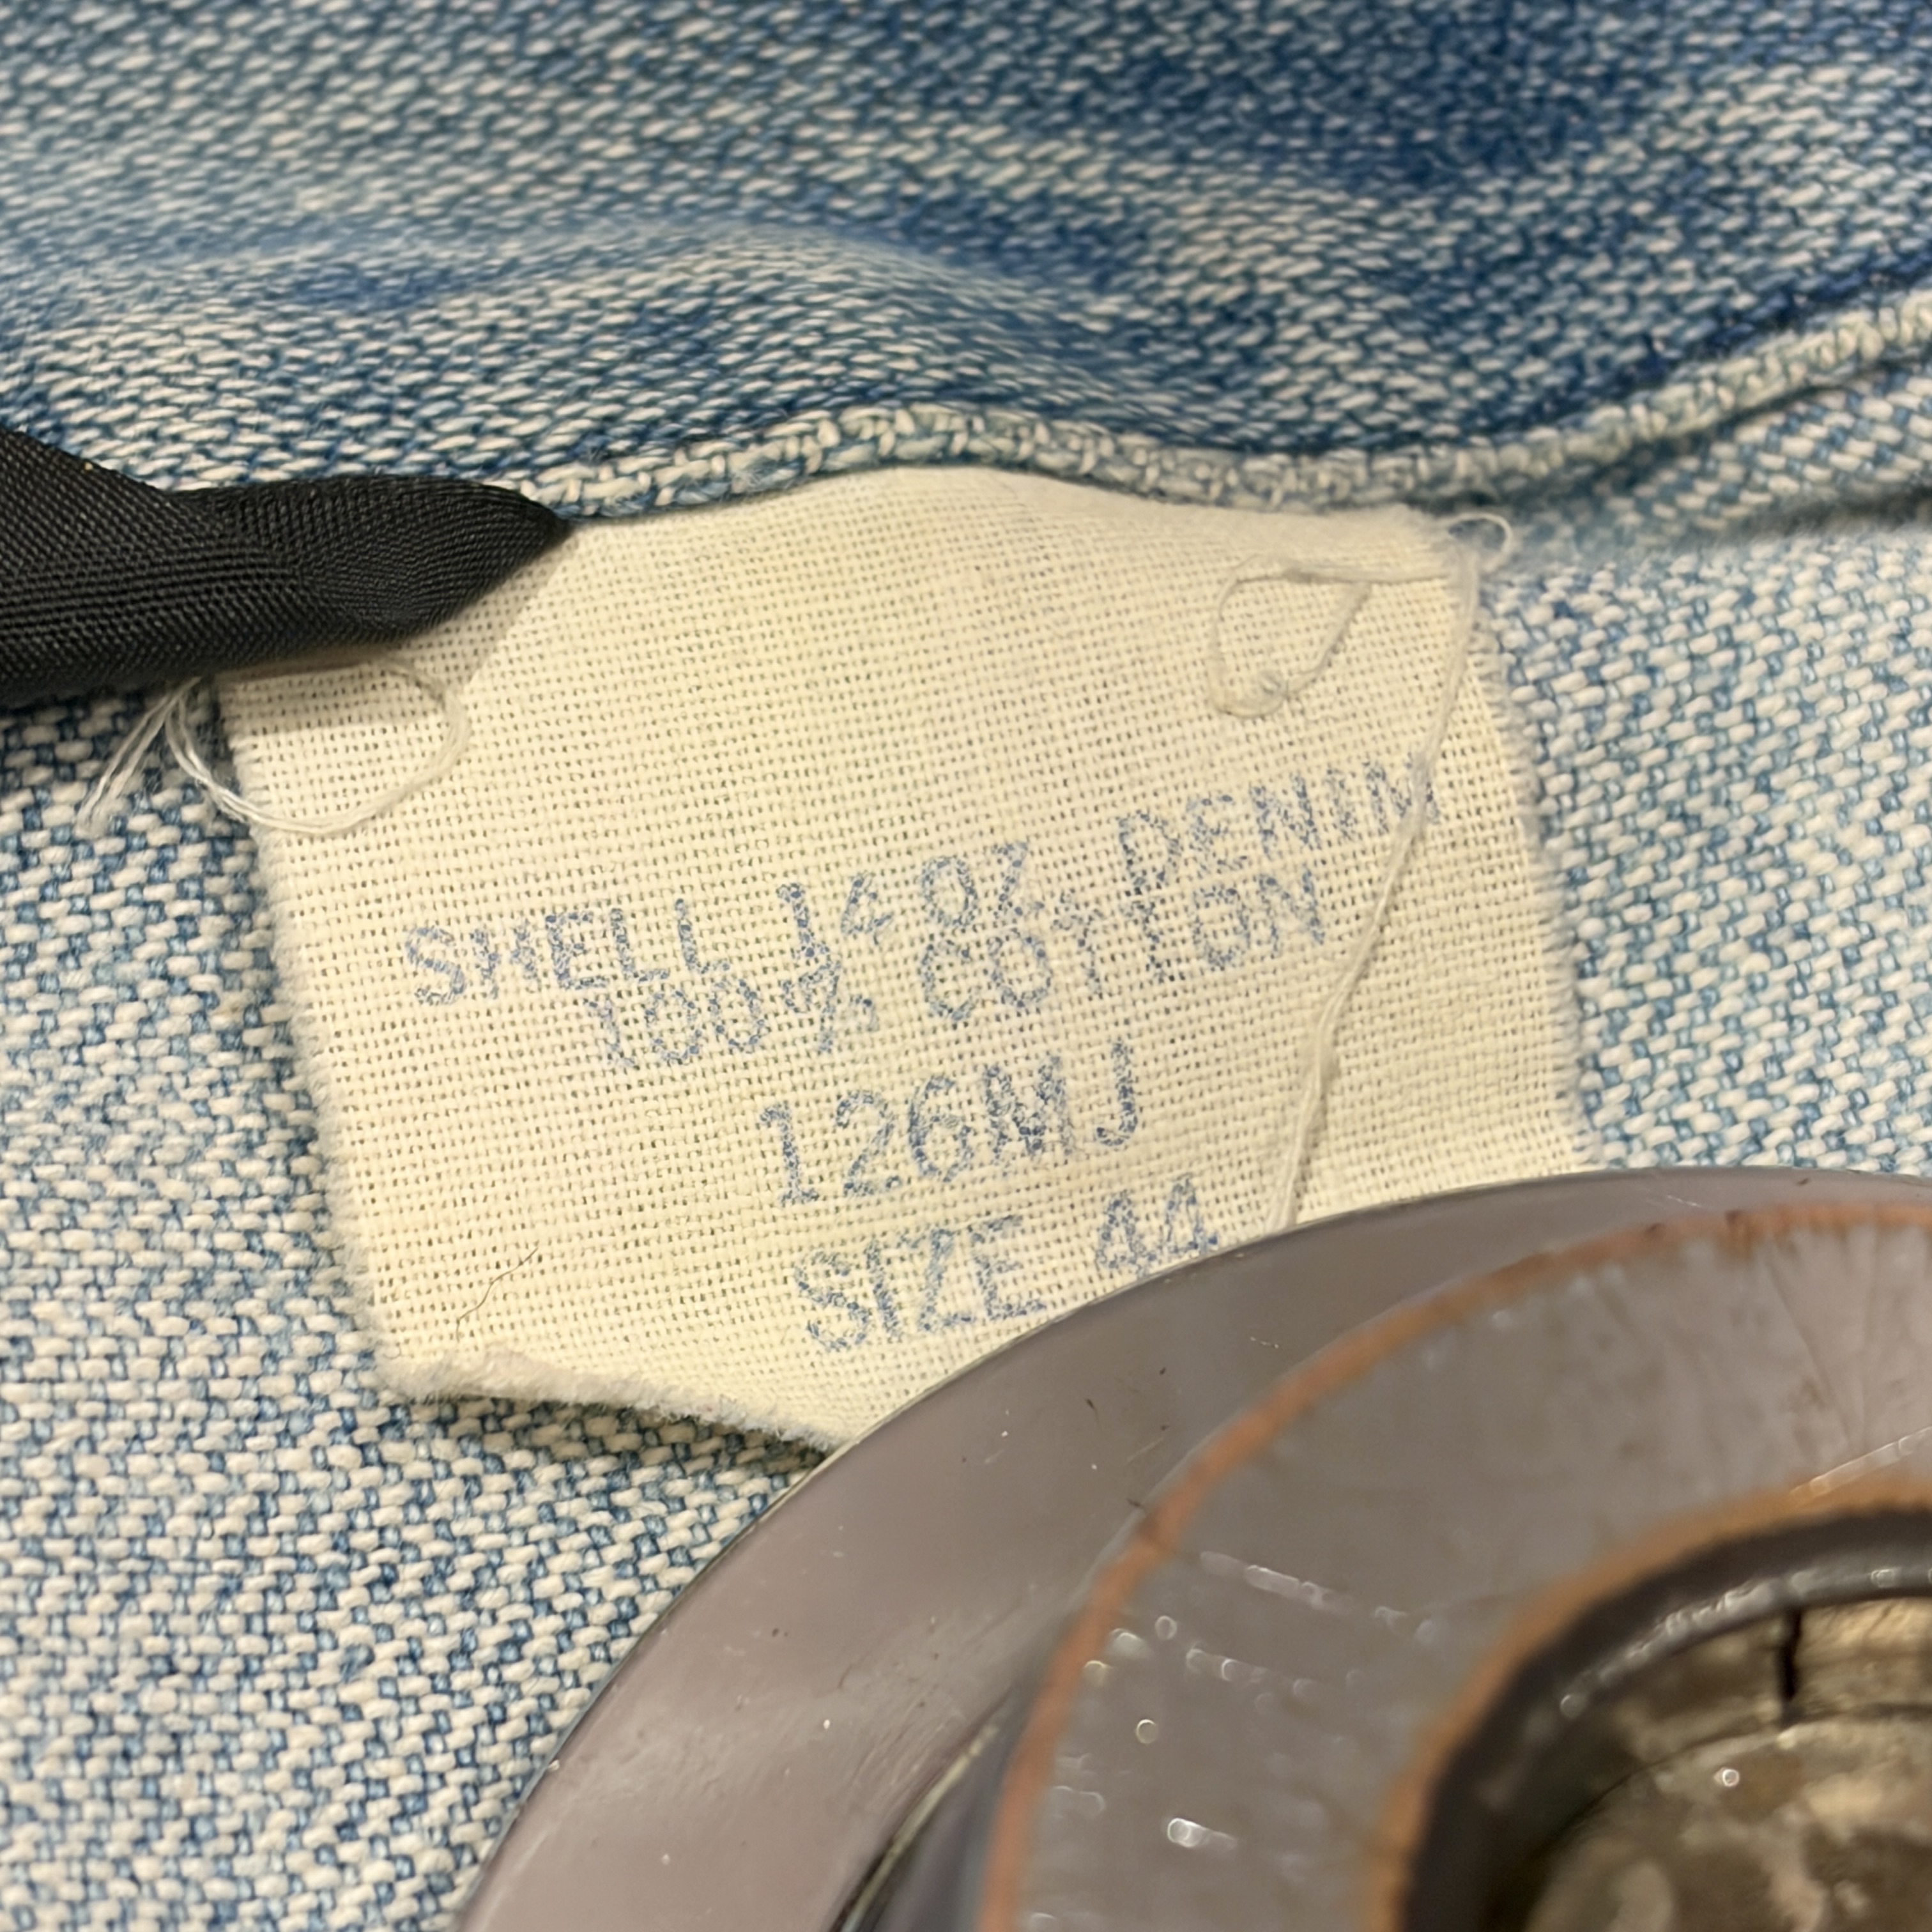 SHELL 14 OZ. DENIM
100% COTTON
126MJ
SIZE 44